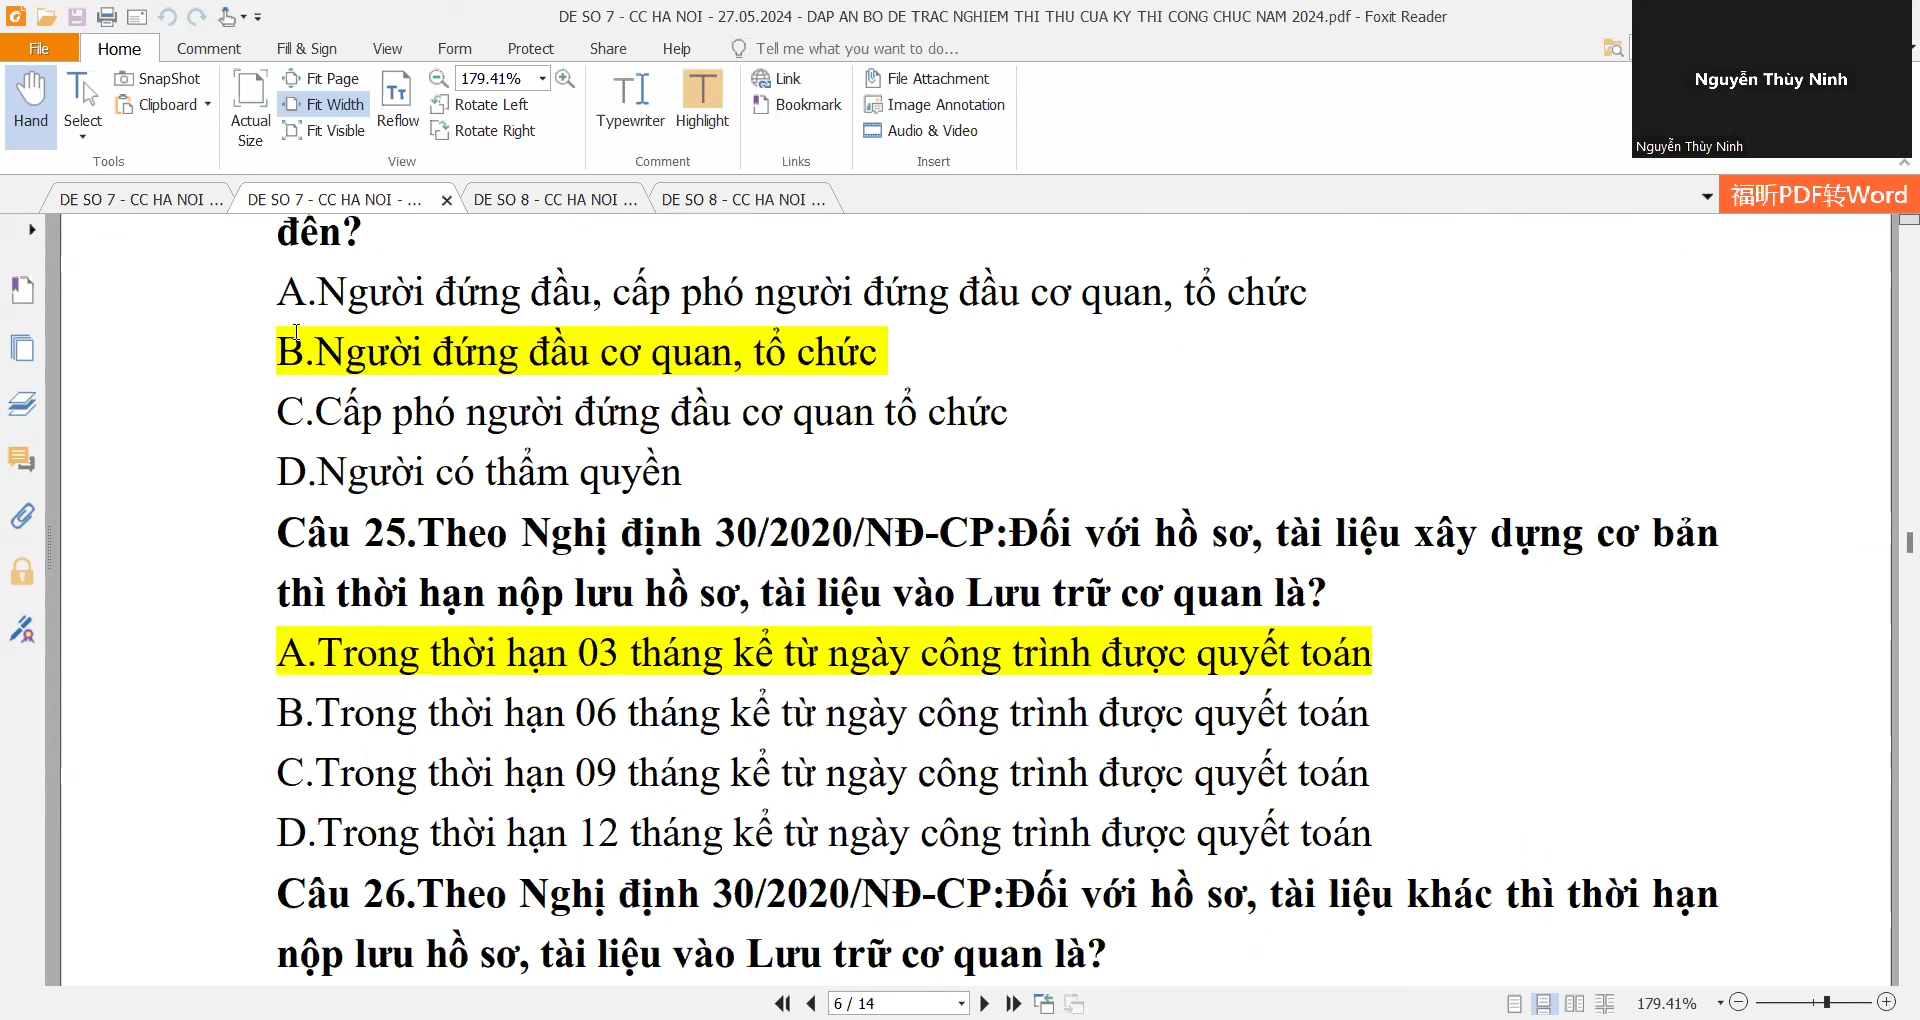 DE SO 7 - CC HA NOI - 27.05.2024 - DAP AN BO DE TRAC NGHIEM THI THU CUA KY THI CONG CHUC NAM 2024.pdf - Foxit Reader
File Home Comment Fill & Sign View Form Protect Share Help Tell me what you want to do...
Hand
Select
SnapShot
Clipboard
Tools
Actual Size
Fit Page
Fit Width
Fit Visible
Reflow
179.41%
Rotate Left
Rotate Right
View
Typewriter
Highlight
Comment
Link
Bookmark
Links
File Attachment
Image Annotation
Audio & Video
Insert
Nguyễn Thùy Ninh
Nguyễn Thùy Ninh
DE SO 7 - CC HA NOI ...
DE SO 7 - CC HA NOI - ...
DE SO 8 - CC HA NOI ...
DE SO 8 - CC HA NOI ...
福昕PDF转Word
đên?
A.Người đứng đầu, cấp phó người đứng đầu cơ quan, tổ chức
B.Người đứng đầu cơ quan, tổ chức
C.Cấp phó người đứng đầu cơ quan tổ chức
D.Người có thẩm quyền
Câu 25.Theo Nghị định 30/2020/NĐ-CP:Đối với hồ sơ, tài liệu xây dựng cơ bản
thì thời hạn nộp lưu hồ sơ, tài liệu vào Lưu trữ cơ quan là?
A.Trong thời hạn 03 tháng kể từ ngày công trình được quyết toán
B.Trong thời hạn 06 tháng kể từ ngày công trình được quyết toán
C.Trong thời hạn 09 tháng kể từ ngày công trình được quyết toán
D.Trong thời hạn 12 tháng kể từ ngày công trình được quyết toán
Câu 26.Theo Nghị định 30/2020/NĐ-CP:Đối với hồ sơ, tài liệu khác thì thời hạn
nộp lưu hồ sơ, tài liệu vào Lưu trữ cơ quan là?
6 / 14
179.41%